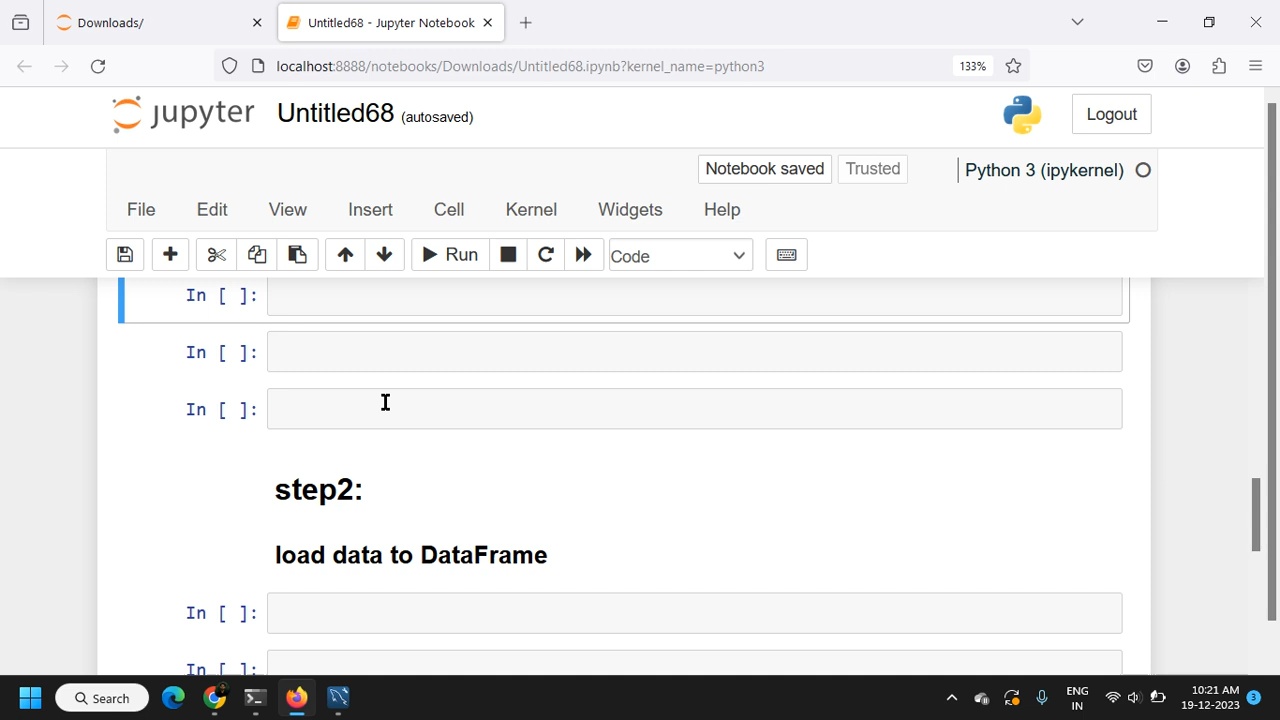 Downloads/
Untitled68 - Jupyter Notebook
localhost:8888/notebooks/Downloads/Untitled68.ipynb?kernel_name=python3
133%
jupyter Untitled68 (autosaved)
Logout
Notebook saved
Trusted
Python 3 (ipykernel)
File Edit View Insert Cell Kernel Widgets Help
Run
Code
In [ ]:
In [ ]:
In [ ]:
step2:
load data to DataFrame
In [ ]:
In [ ]:
Search
ENG
IN
10:21 AM
19-12-2023
3